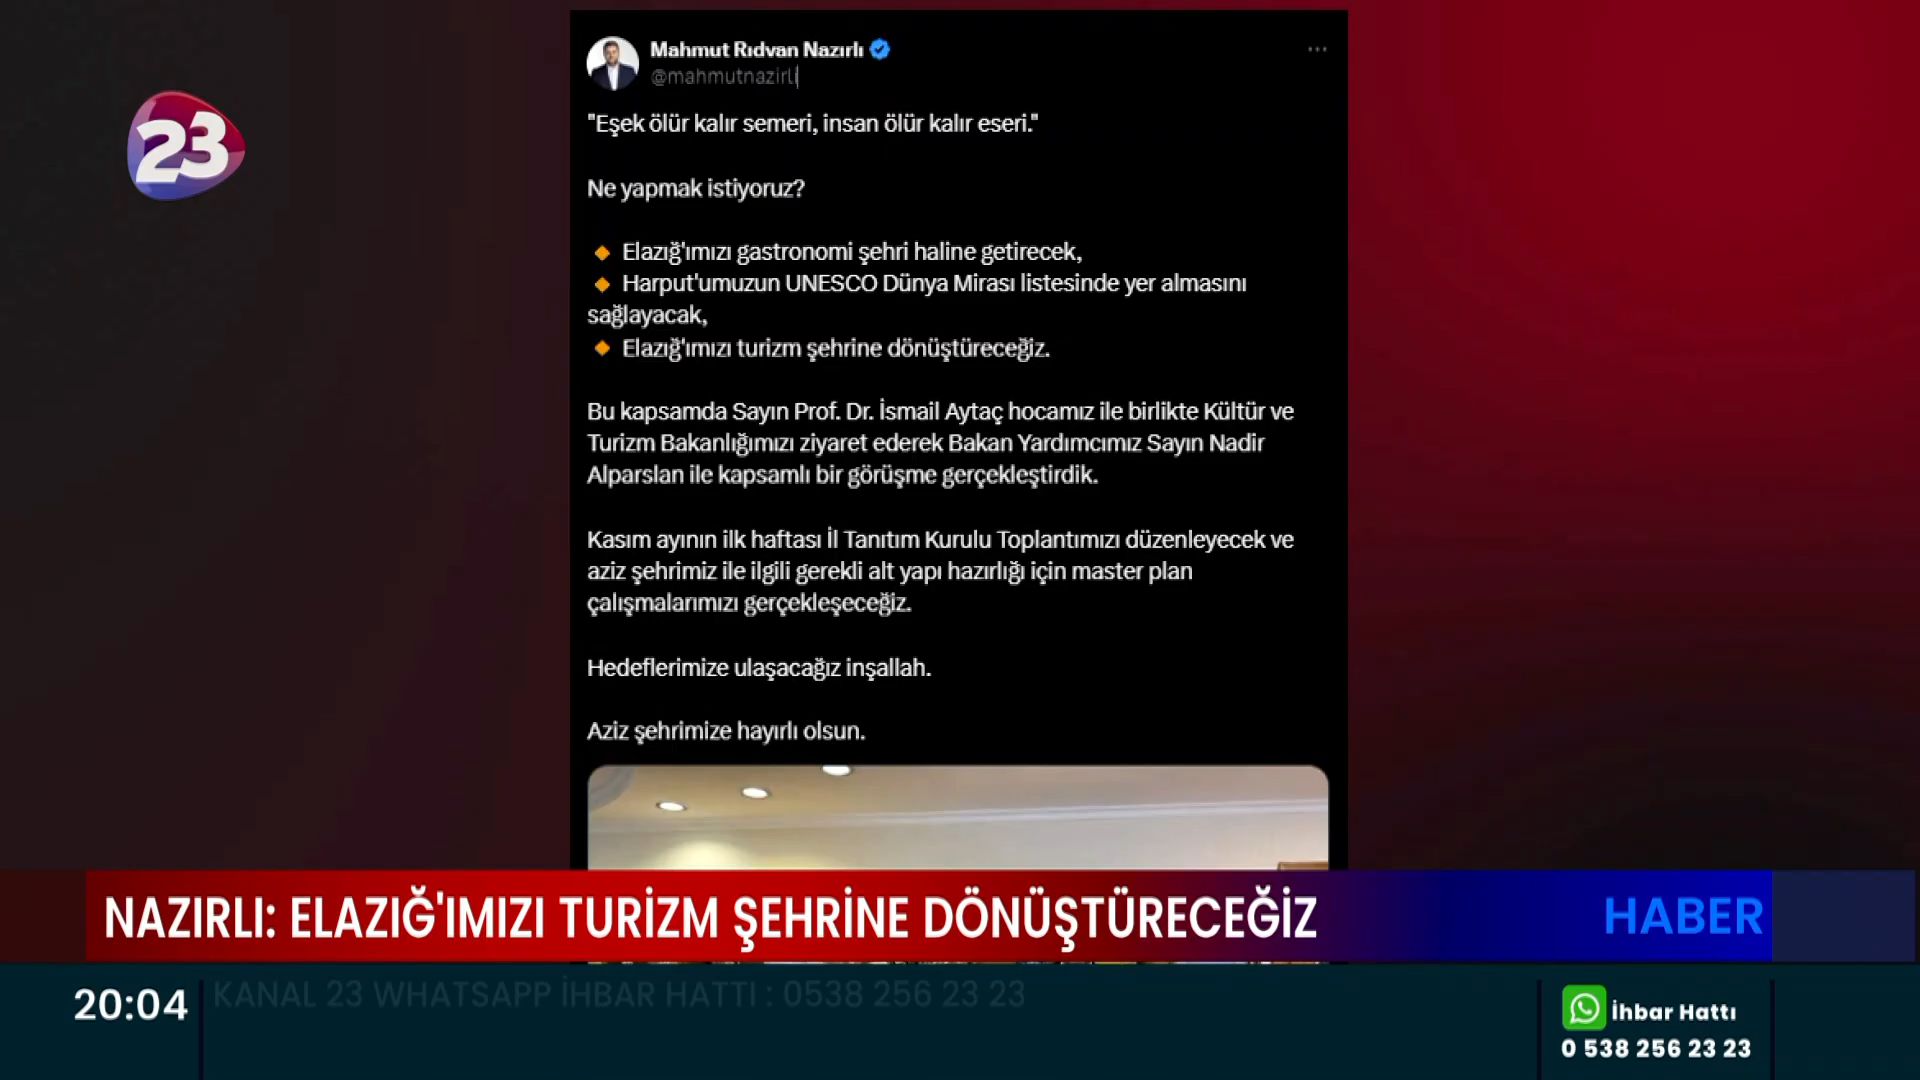 23
Mahmut Rıdvan Nazırlı
@mahmutnazirli
"Eşek ölür kalır semeri, insan ölür kalır eseri."
Ne yapmak istiyoruz?
🔸 Elazığ'ımızı gastronomi şehri haline getirecek,
🔸 Harput'umuzun UNESCO Dünya Mirası listesinde yer almasını
sağlayacak,
🔸 Elazığ'ımızı turizm şehrine dönüştüreceğiz.
Bu kapsamda Sayın Prof. Dr. İsmail Aytaç hocamız ile birlikte Kültür ve
Turizm Bakanlığımızı ziyaret ederek Bakan Yardımcımız Sayın Nadir
Alparslan ile kapsamlı bir görüşme gerçekleştirdik.
Kasım ayının ilk haftası İl Tanıtım Kurulu Toplantımızı düzenleyecek ve
aziz şehrimiz ile ilgili gerekli alt yapı hazırlığı için master plan
çalışmalarımızı gerçekleşeceğiz.
Hedeflerimize ulaşacağız inşallah.
Aziz şehrimize hayırlı olsun.
NAZIRLI: ELAZIĞ'IMIZI TURİZM ŞEHRİNE DÖNÜŞTÜRECEĞİZ
HABER
20:04
KANAL 23 WHATSAPP İHBAR HATTI : 0538 256 23 23
İhbar Hattı
0 538 256 23 23